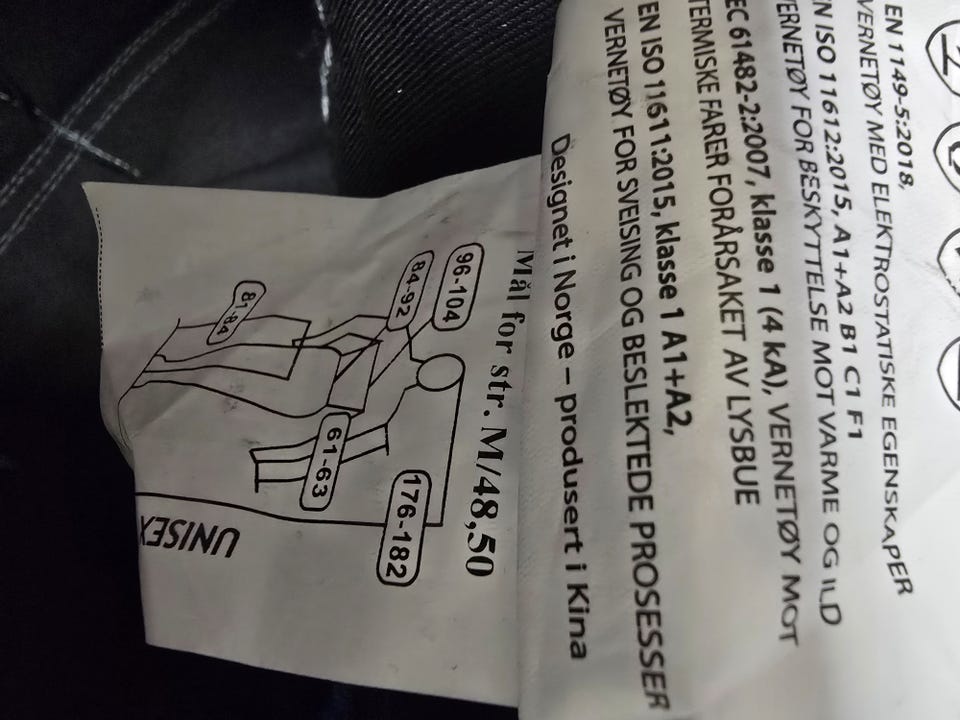 EN 1149-5:2018,
VERNETØY MED ELEKTROSTATISKE EGENSKAPER
EN ISO 11612:2015, A1+A2 B1 C1 F1
VERNETØY FOR BESKYTTELSE MOT VARME OG ILD
IEC 61482-2:2007, klasse 1 (4 kA), VERNETØY MOT
TERMISKE FARER FORÅRSAKET AV LYSBUE
EN ISO 11611:2015, klasse 1 A1+A2,
VERNETØY FOR SVEISING OG BESLEKTEDE PROSESSER
Designet i Norge – produsert i Kina
Mål for str. M/48,50
96-104
176-182
84-92
61-63
81-84
UNISEX